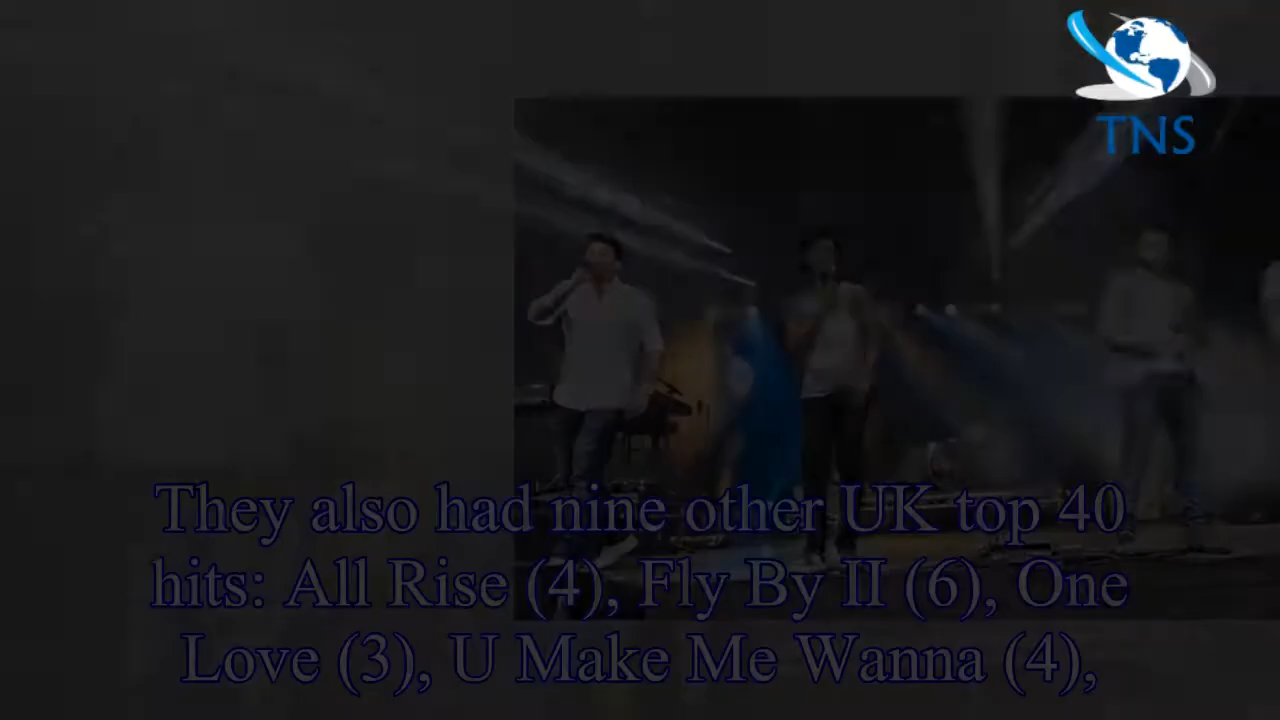 TNS
They also had nine other UK top 40
hits: All Rise (4), Fly By II (6), One
Love (3), U Make Me Wanna (4),